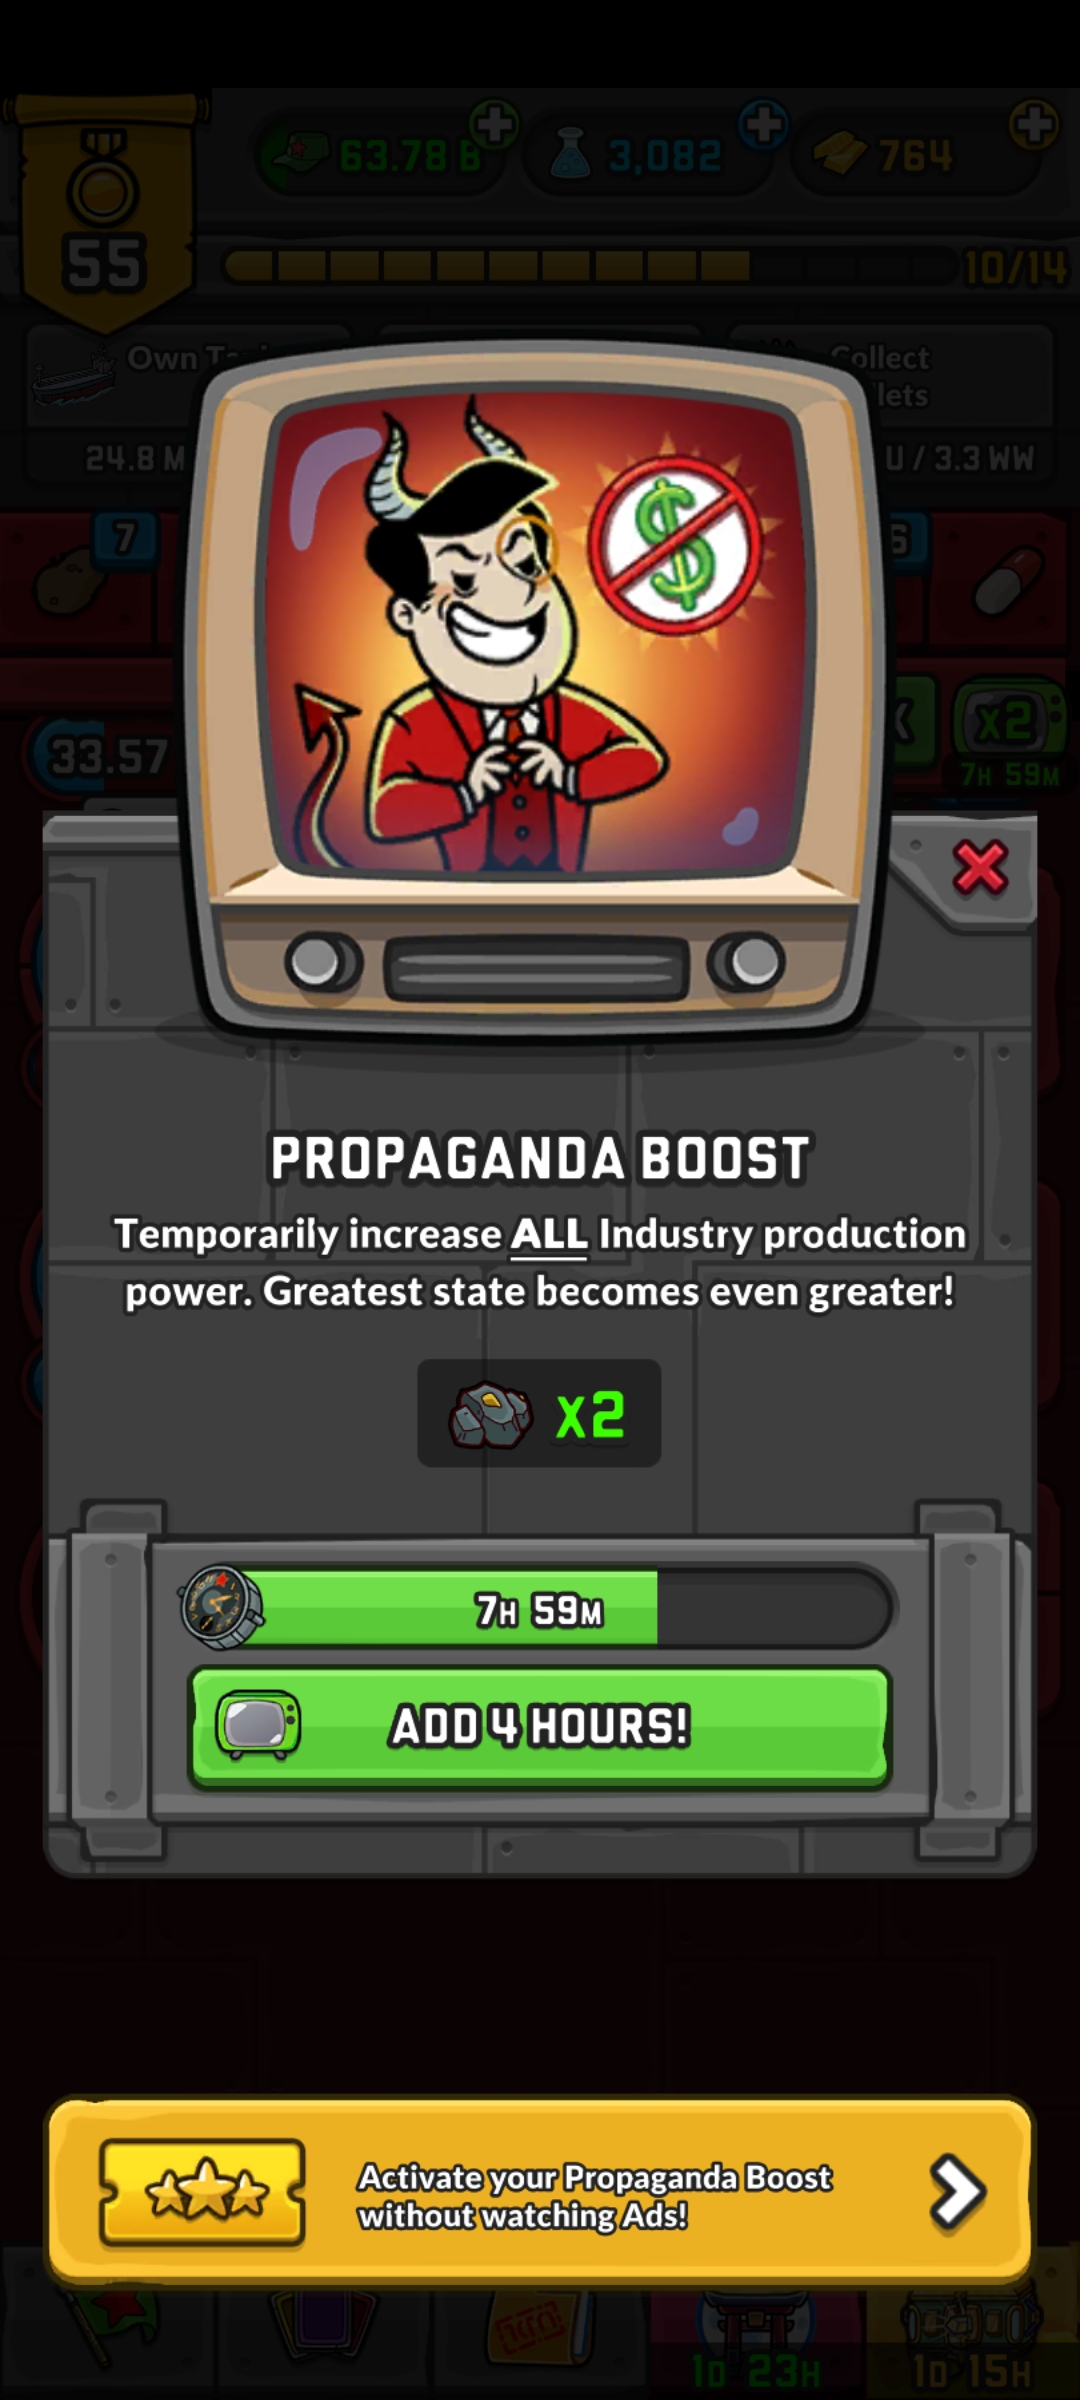 63.78 B
3,082
764
55
10/14
Own
Collect
24.8 M
U / 3.3 WW
7
6
33.57
X2
7H 59M
PROPAGANDA BOOST
Temporarily increase ALL Industry production
power. Greatest state becomes even greater!
X2
7H 59M
ADD 4 HOURS!
Activate your Propaganda Boost
without watching Ads!
1D 23H
1D 15H